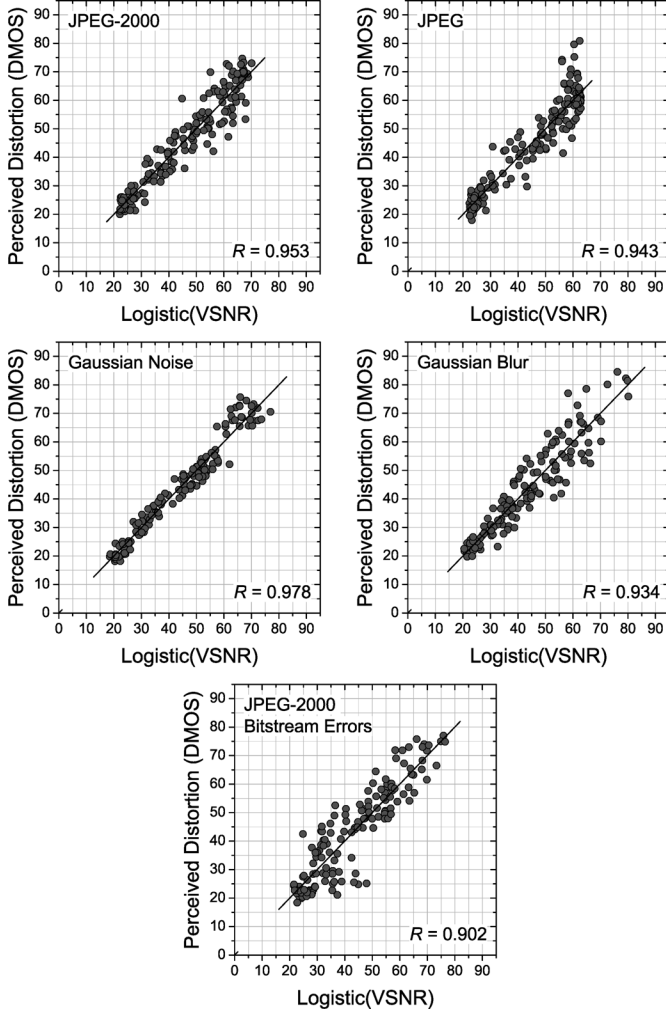 JPEG-2000
Perceived Distortion (DMOS)
90
80
70
60
50
40
30
20
10
0
R = 0.953
0 10 20 30 40 50 60 70 80 90
Logistic(VSNR)
JPEG
Perceived Distortion (DMOS)
90
80
70
60
50
40
30
20
10
0
R = 0.943
0 10 20 30 40 50 60 70 80 90
Logistic(VSNR)
Gaussian Noise
Perceived Distortion (DMOS)
90
80
70
60
50
40
30
20
10
0
R = 0.978
0 10 20 30 40 50 60 70 80 90
Logistic(VSNR)
Gaussian Blur
Perceived Distortion (DMOS)
90
80
70
60
50
40
30
20
10
0
R = 0.934
0 10 20 30 40 50 60 70 80 90
Logistic(VSNR)
JPEG-2000
Bitstream Errors
Perceived Distortion (DMOS)
90
80
70
60
50
40
30
20
10
0
R = 0.902
0 10 20 30 40 50 60 70 80 90
Logistic(VSNR)